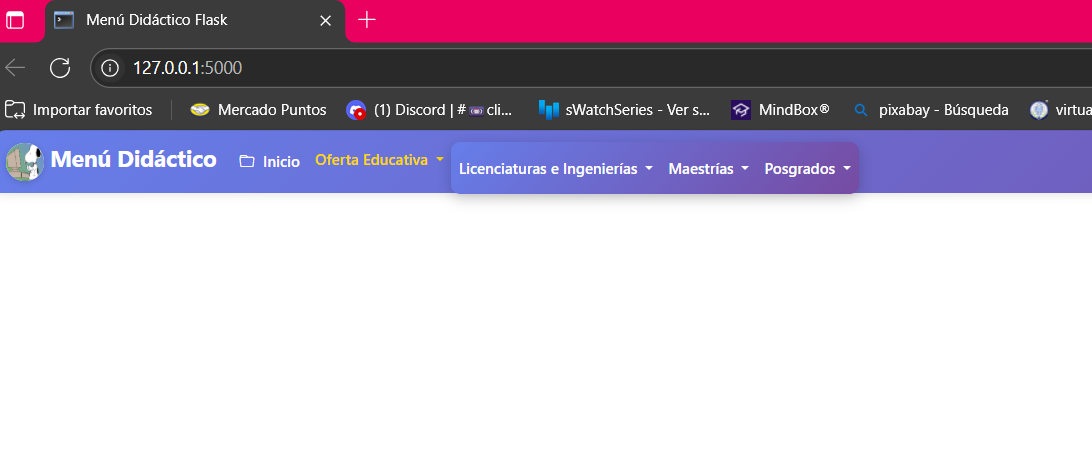 Menú Didáctico Flask
127.0.0.1:5000
Importar favoritos Mercado Puntos (1) Discord | # cli... sWatchSeries - Ver s... MindBox® pixabay - Búsqueda virtua
Menú Didáctico Inicio Oferta Educativa Licenciaturas e Ingenierías Maestrías Posgrados